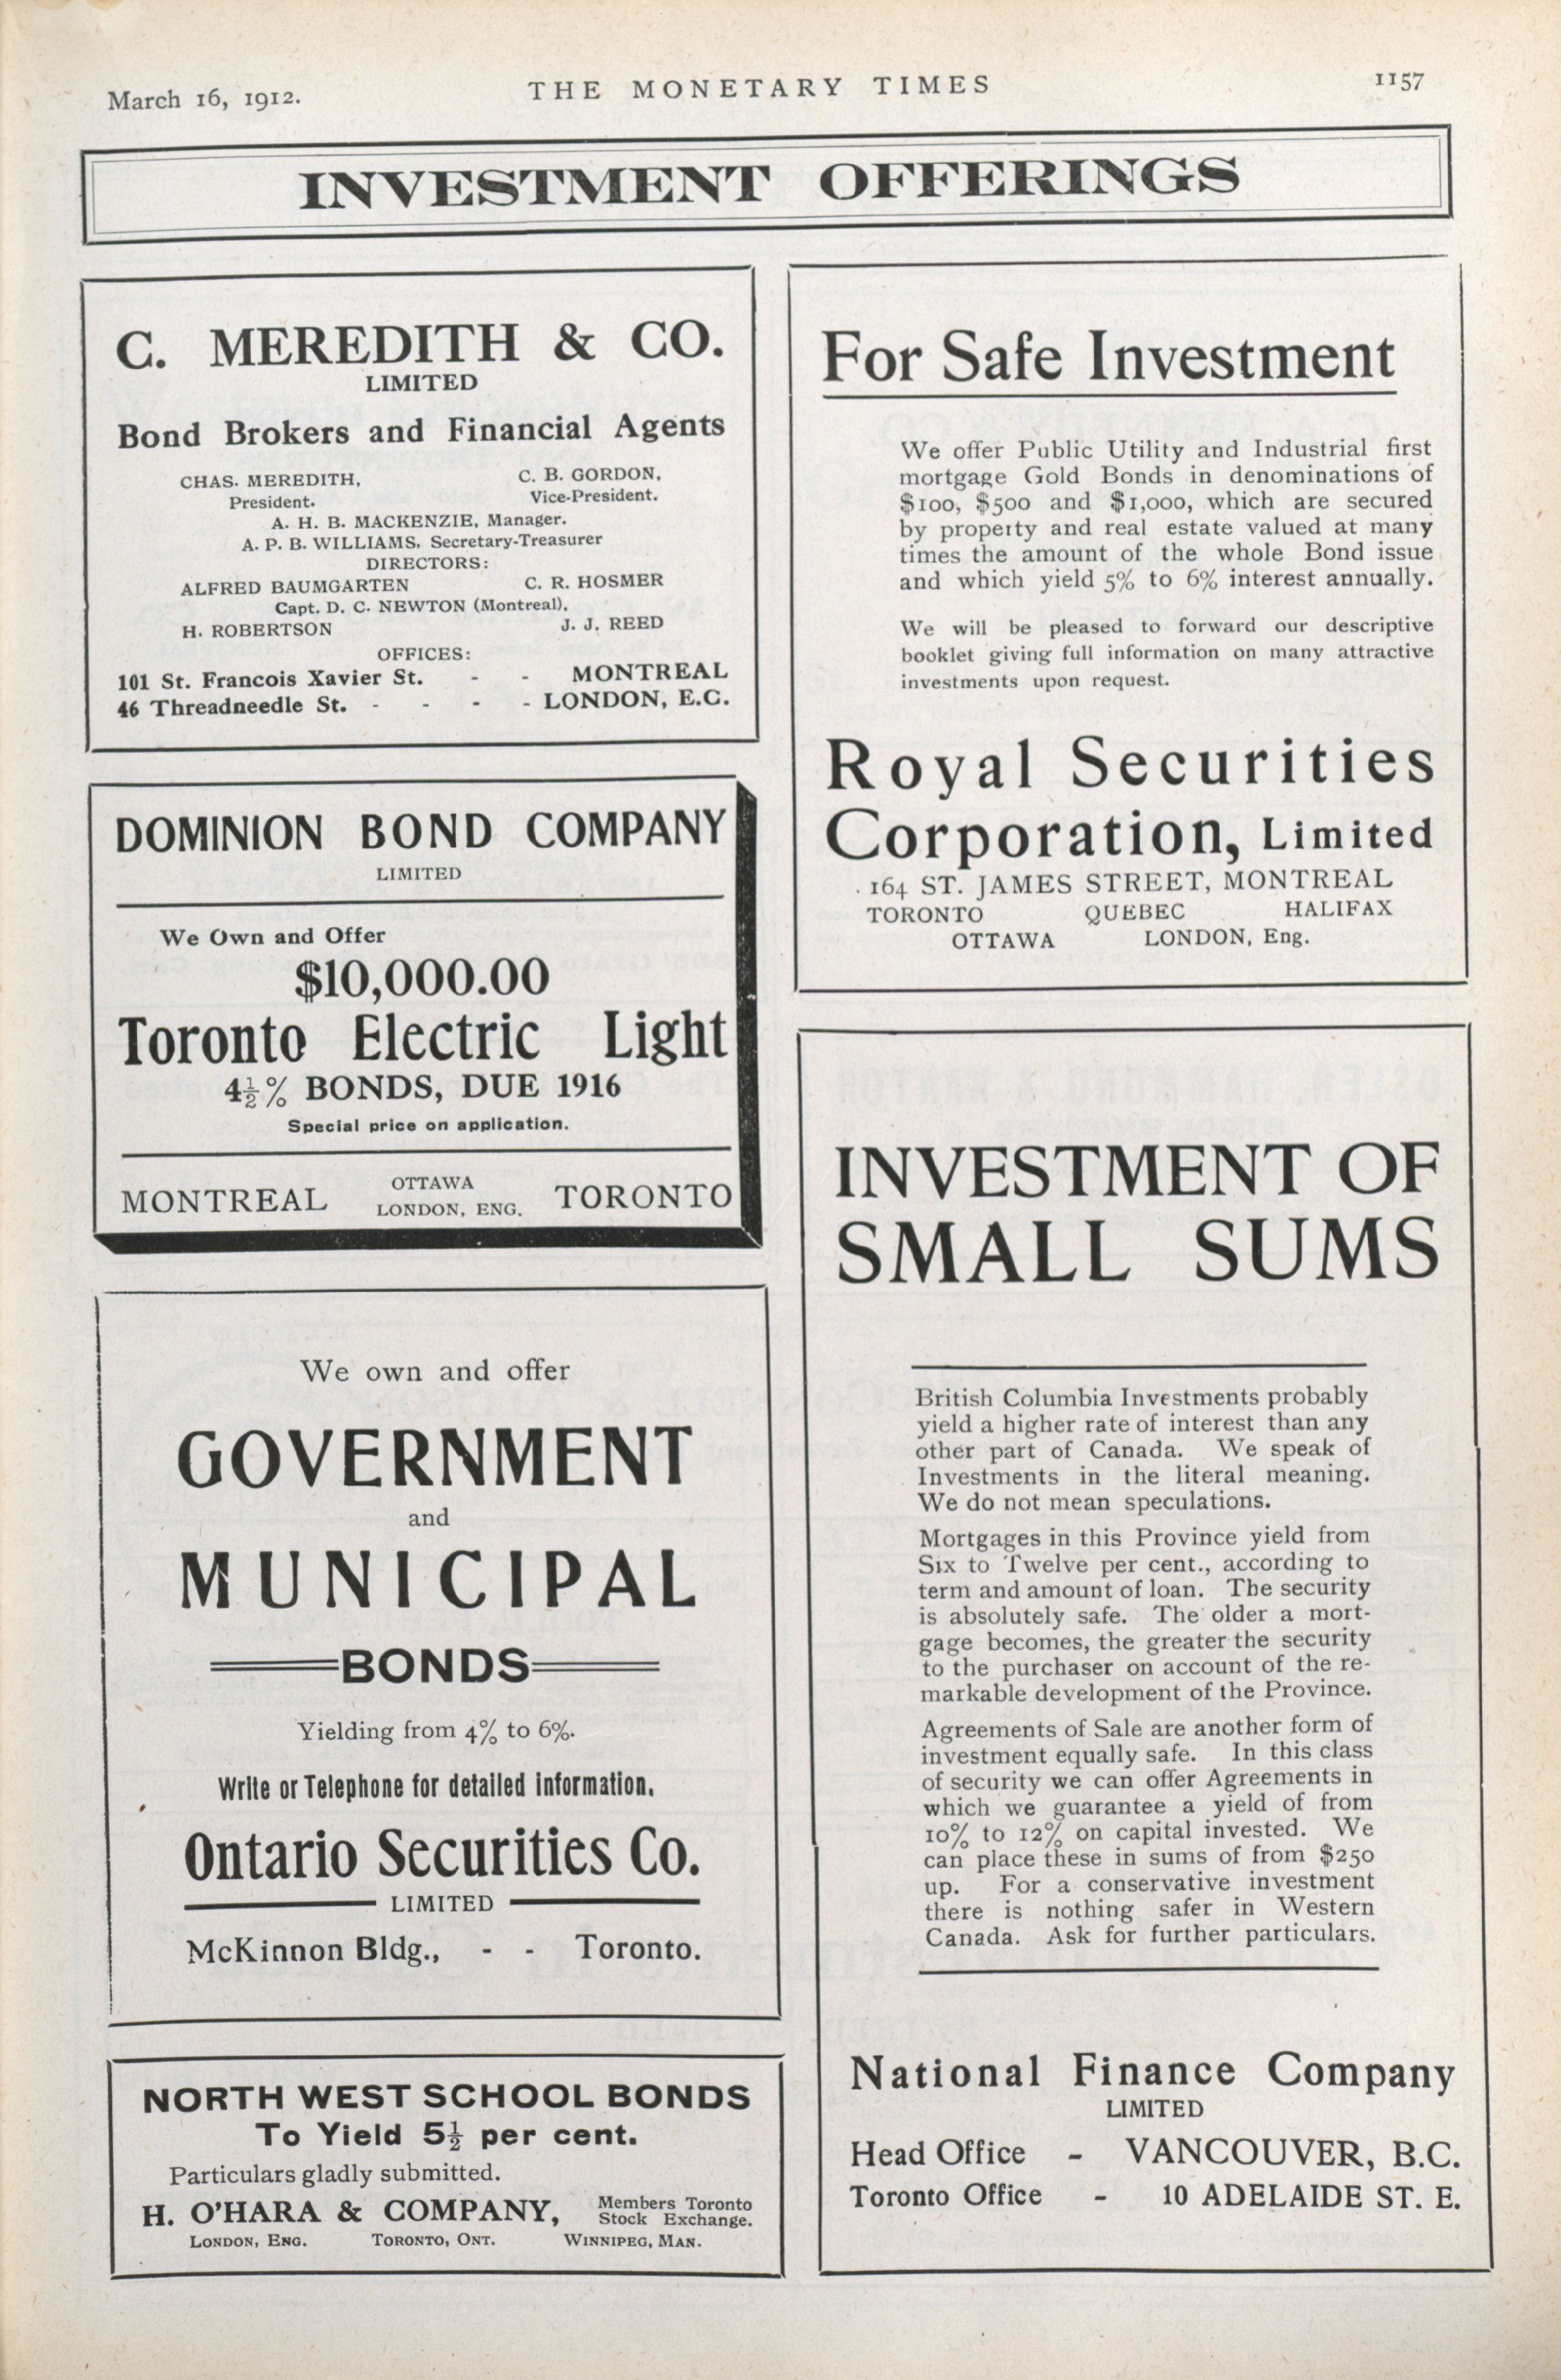 March 16, 1912.
THE MONETARY TIMES
1157
INVESTMENT OFFERINGS
C. MEREDITH & CO.
LIMITED
Bond Brokers and Financial Agents
CHAS. MEREDITH, C. B. GORDON,
President. Vice-President.
A. H. B. MACKENZIE, Manager.
A. P. B. WILLIAMS, Secretary-Treasurer
DIRECTORS:
ALFRED BAUMGARTEN C. R. HOSMER
Capt. D. C. NEWTON (Montreal).
H. ROBERTSON J. J. REED
OFFICES:
101 St. Francois Xavier St. - - MONTREAL
46 Threadneedle St. - - - - LONDON, E.C.
DOMINION BOND COMPANY
LIMITED
We Own and Offer
$10,000.00
Toronto Electric Light
4½% BONDS, DUE 1916
Special price on application.
MONTREAL OTTAWA TORONTO
LONDON, ENG.
We own and offer
GOVERNMENT
and
MUNICIPAL
BONDS
Yielding from 4% to 6%.
Write or Telephone for detailed information.
Ontario Securities Co.
LIMITED
McKinnon Bldg., - - Toronto.
NORTH WEST SCHOOL BONDS
To Yield 5½ per cent.
Particulars gladly submitted.
H. O'HARA & COMPANY, Members Toronto
Stock Exchange.
LONDON, ENG. TORONTO, ONT. WINNIPEG, MAN.
For Safe Investment
We offer Public Utility and Industrial first
mortgage Gold Bonds in denominations of
$100, $500 and $1,000, which are secured
by property and real estate valued at many
times the amount of the whole Bond issue
and which yield 5% to 6% interest annually.
We will be pleased to forward our descriptive
booklet giving full information on many attractive
investments upon request.
Royal Securities
Corporation, Limited
164 ST. JAMES STREET, MONTREAL
TORONTO QUEBEC HALIFAX
OTTAWA LONDON, Eng.
INVESTMENT OF
SMALL SUMS
British Columbia Investments probably
yield a higher rate of interest than any
other part of Canada. We speak of
Investments in the literal meaning.
We do not mean speculations.
Mortgages in this Province yield from
Six to Twelve per cent., according to
term and amount of loan. The security
is absolutely safe. The older a mort-
gage becomes, the greater the security
to the purchaser on account of the re-
markable development of the Province.
Agreements of Sale are another form of
investment equally safe. In this class
of security we can offer Agreements in
which we guarantee a yield of from
10% to 12% on capital invested. We
can place these in sums of from $250
up. For a conservative investment
there is nothing safer in Western
Canada. Ask for further particulars.
National Finance Company
LIMITED
Head Office - VANCOUVER, B.C.
Toronto Office - 10 ADELAIDE ST. E.